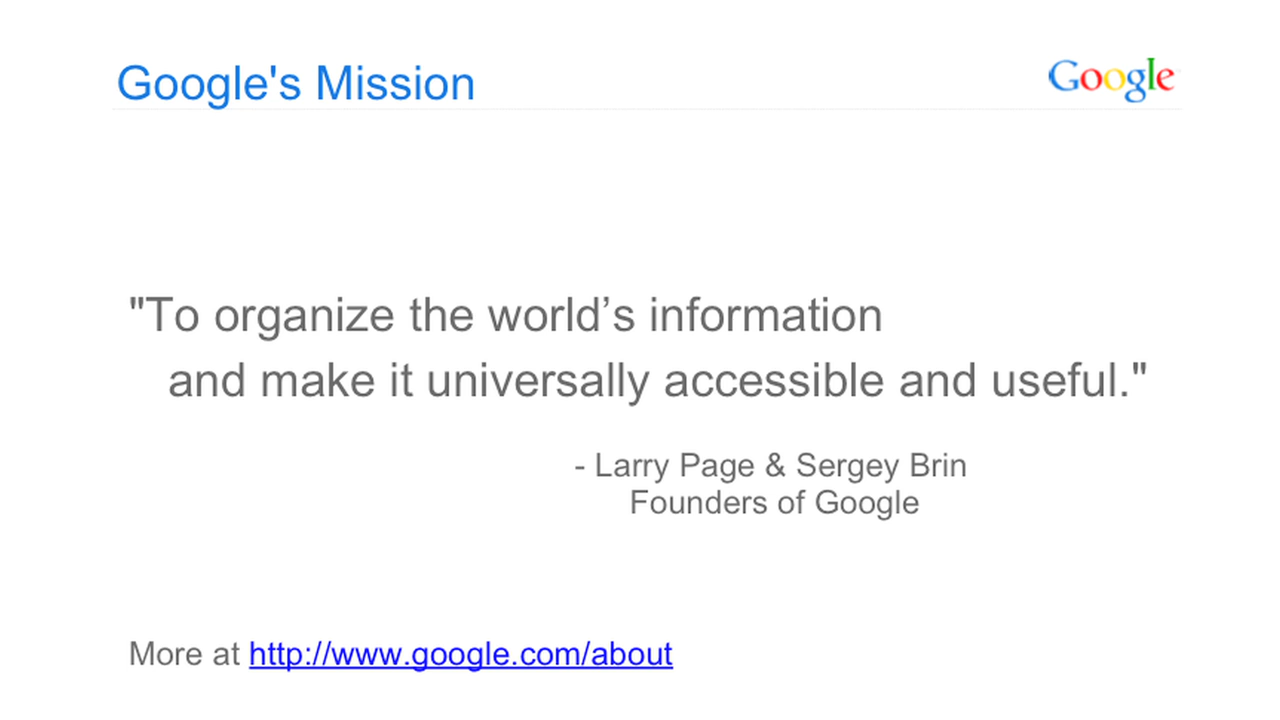 Google's Mission
Google
"To organize the world’s information
and make it universally accessible and useful."
- Larry Page & Sergey Brin
Founders of Google
More at http://www.google.com/about